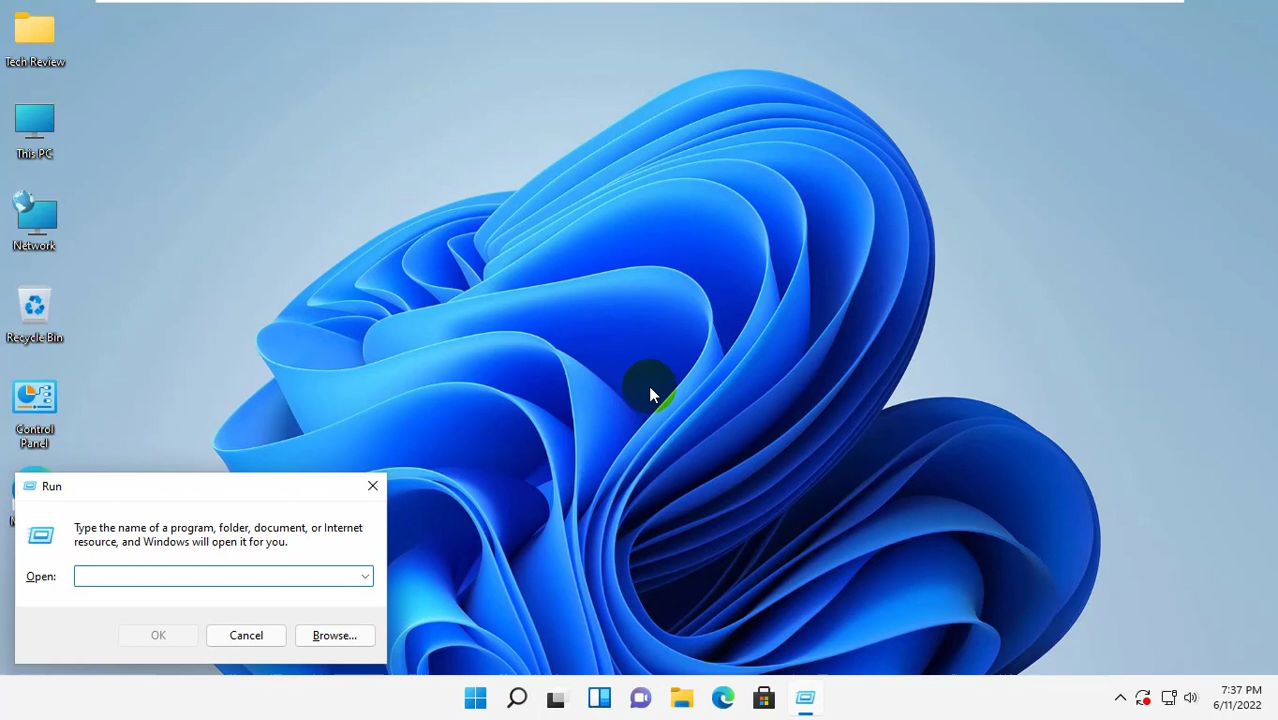 Tech Review
This PC
Network
Recycle Bin
Control
Panel
Run
Type the name of a program, folder, document, or Internet
resource, and Windows will open it for you.
Open:
OK
Cancel
Browse...
7:37 PM
6/11/2022